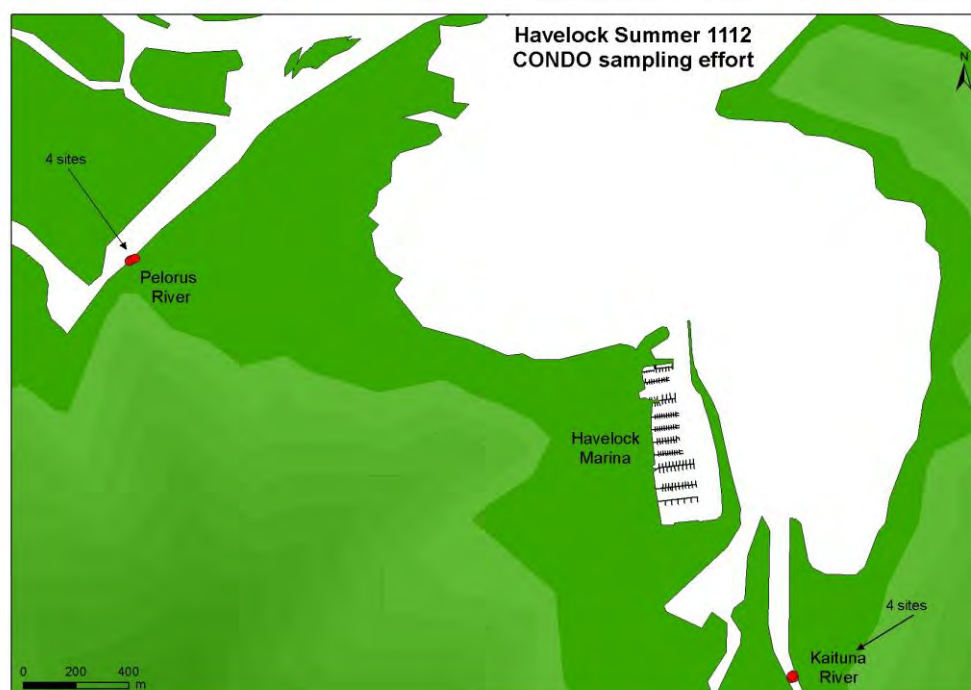 Havelock Summer 1112
CONDO sampling effort
N
4 sites
Pelorus
River
Havelock
Marina
4 sites
Kaituna
River
0 200 400
m